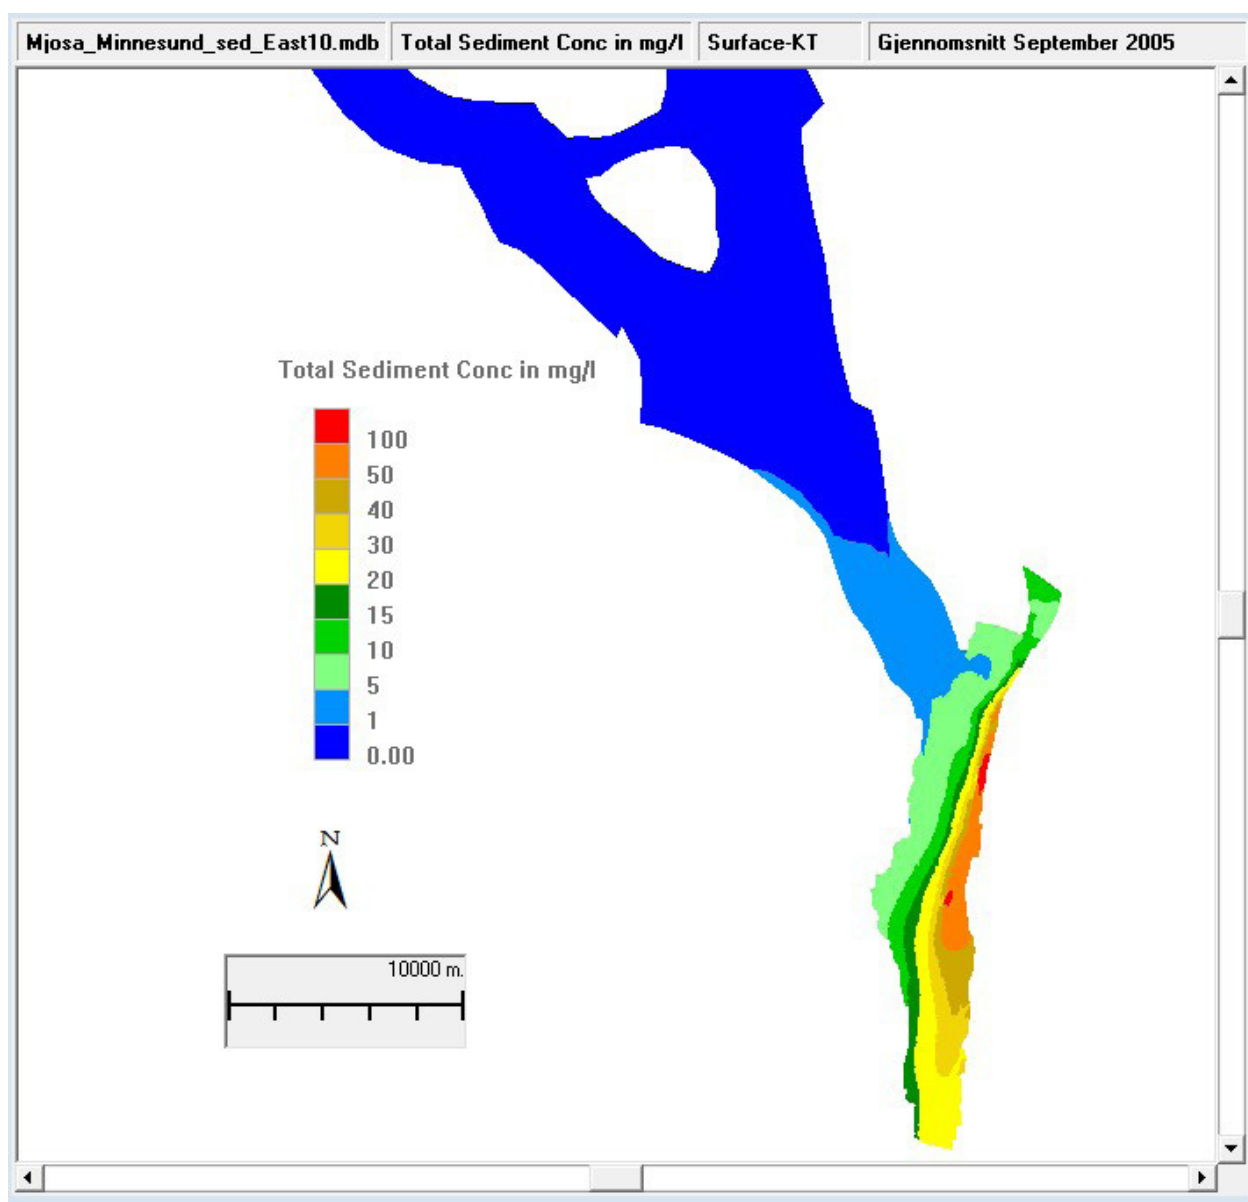 Mjosa_Minnesund_sed_East10.mdb Total Sediment Conc in mg/l Surface-KT Gjennomsnitt September 2005
Total Sediment Conc in mg/l
100
50
40
30
20
15
10
5
1
0.00
N
10000 m.